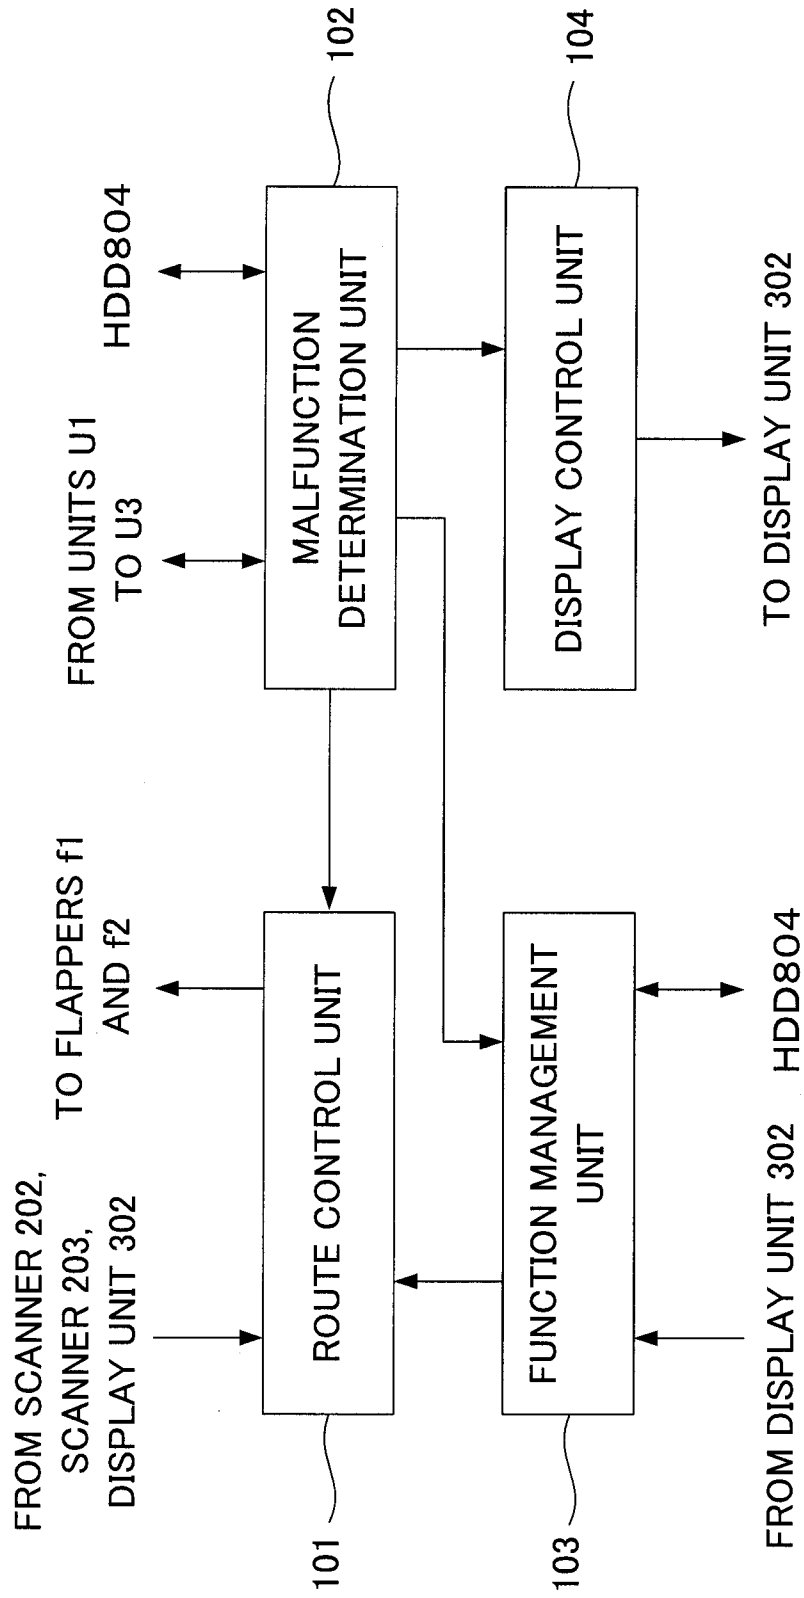 FROM SCANNER 202,
SCANNER 203,
DISPLAY UNIT 302
TO FLAPPERS f1
AND f2
FROM UNITS U1
TO U3
HDD804
101
ROUTE CONTROL UNIT
MALFUNCTION
DETERMINATION UNIT
102
103
FUNCTION MANAGEMENT
UNIT
DISPLAY CONTROL UNIT
104
FROM DISPLAY UNIT 302
HDD804
TO DISPLAY UNIT 302